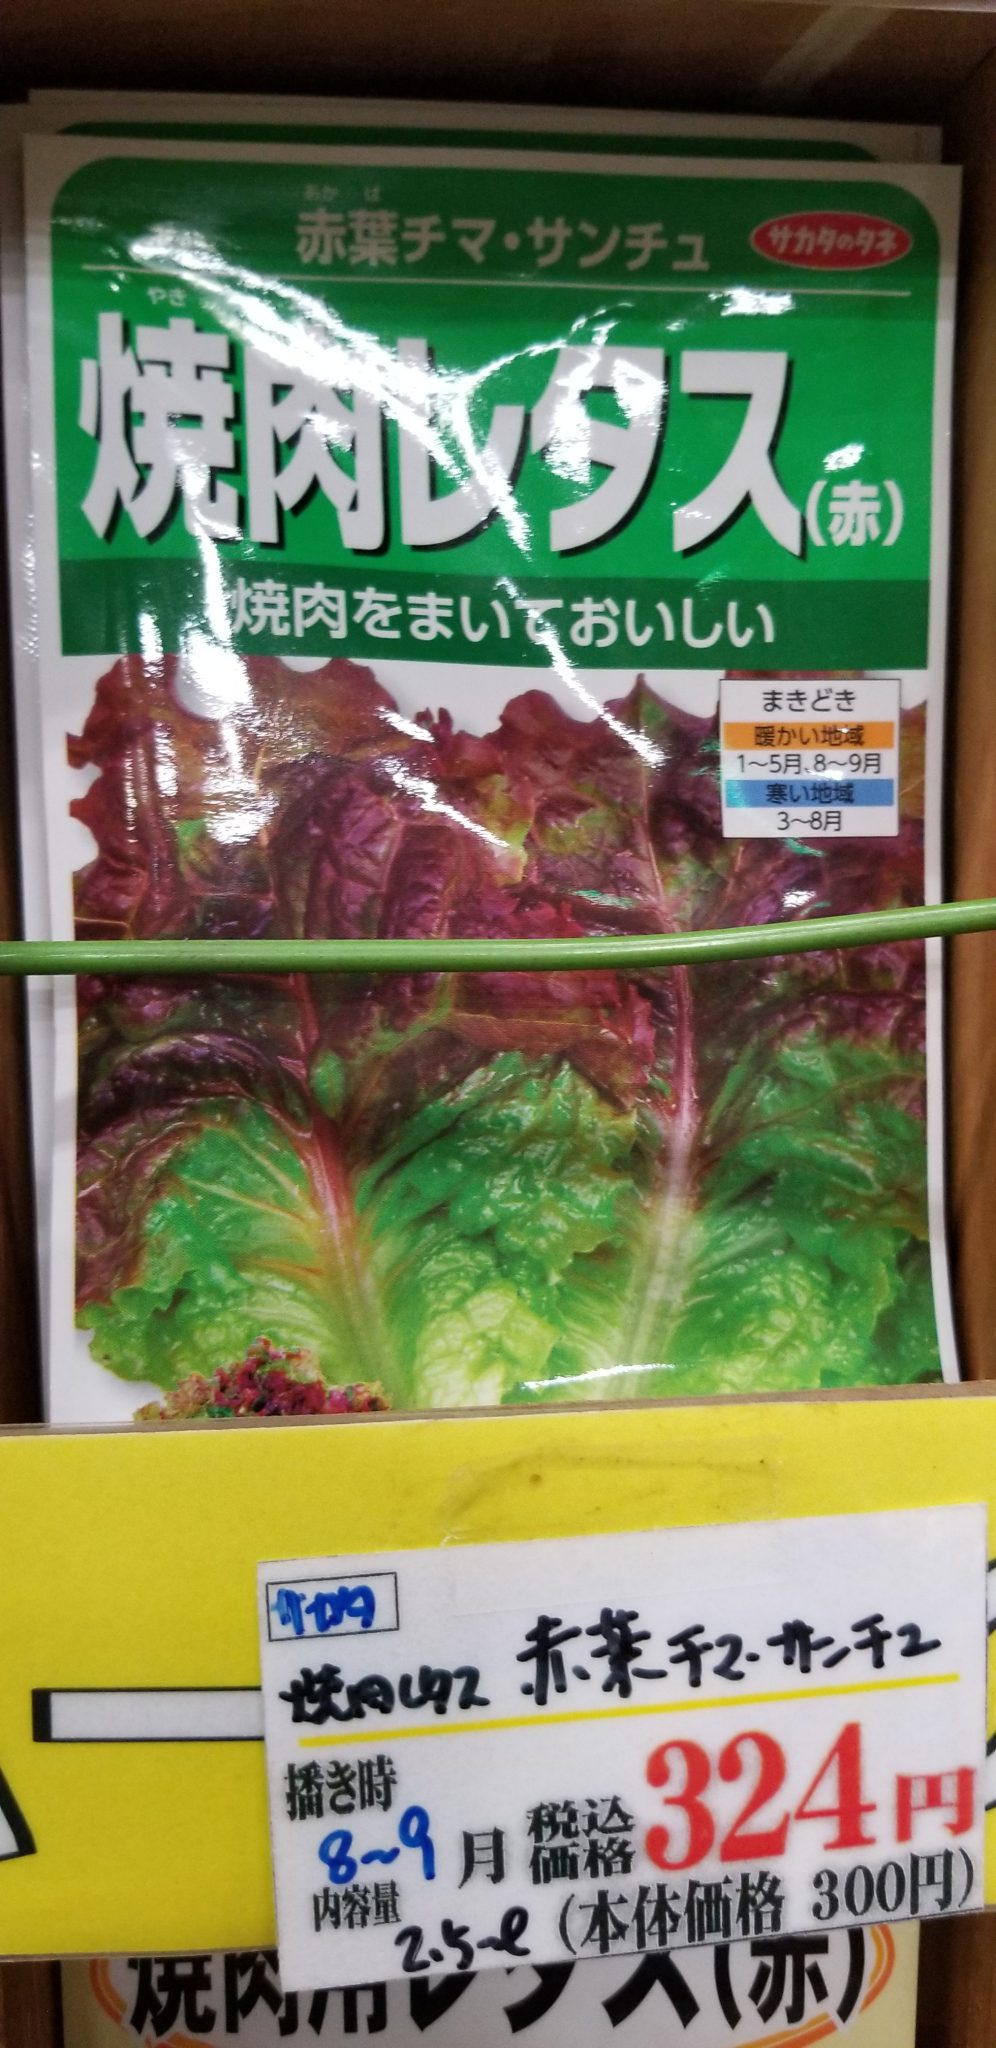 あか ば
赤葉チマ・サンチュ
サカタのタネ
やき
焼肉レタス(赤)
焼肉をまいておいしい
まきどき
暖かい地域
1〜5月、8〜9月
寒い地域
3〜8月
サカタ
焼肉レタス 赤葉チマ・サンチュ
播き時
8〜9月
税込価格 324円
内容量
2.5ml
(本体価格 300円)
焼肉用レタス(赤)